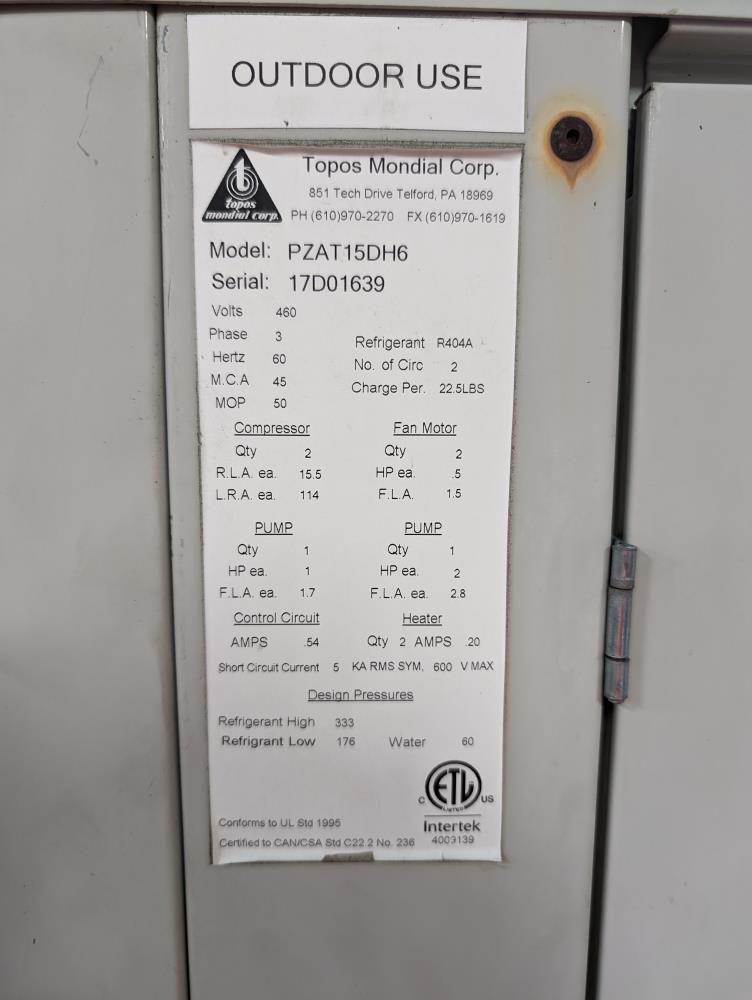 OUTDOOR USE
topos
mondial corp.
Topos Mondial Corp.
851 Tech Drive Telford, PA 18969
PH (610)970-2270 FX (610)970-1619
Model: PZAT15DH6
Serial: 17D01639
Volts 460
Phase 3
Hertz 60
M.C.A 45
MOP 50
Refrigerant R404A
No. of Circ 2
Charge Per. 22.5LBS
Compressor
Qty 2
R.L.A. ea. 15.5
L.R.A. ea. 114
Fan Motor
Qty 2
HP ea. .5
F.L.A. 1.5
PUMP
Qty 1
HP ea. 1
F.L.A. ea. 1.7
PUMP
Qty 1
HP ea. 2
F.L.A. ea. 2.8
Control Circuit
AMPS .54
Heater
Qty 2 AMPS .20
Short Circuit Current 5 KA RMS SYM, 600 V MAX
Design Pressures
Refrigerant High 333
Refrigrant Low 176 Water 60
ETL
LISTED
C US
Intertek
4003139
Conforms to UL Std 1995
Certified to CAN/CSA Std C22.2 No. 236